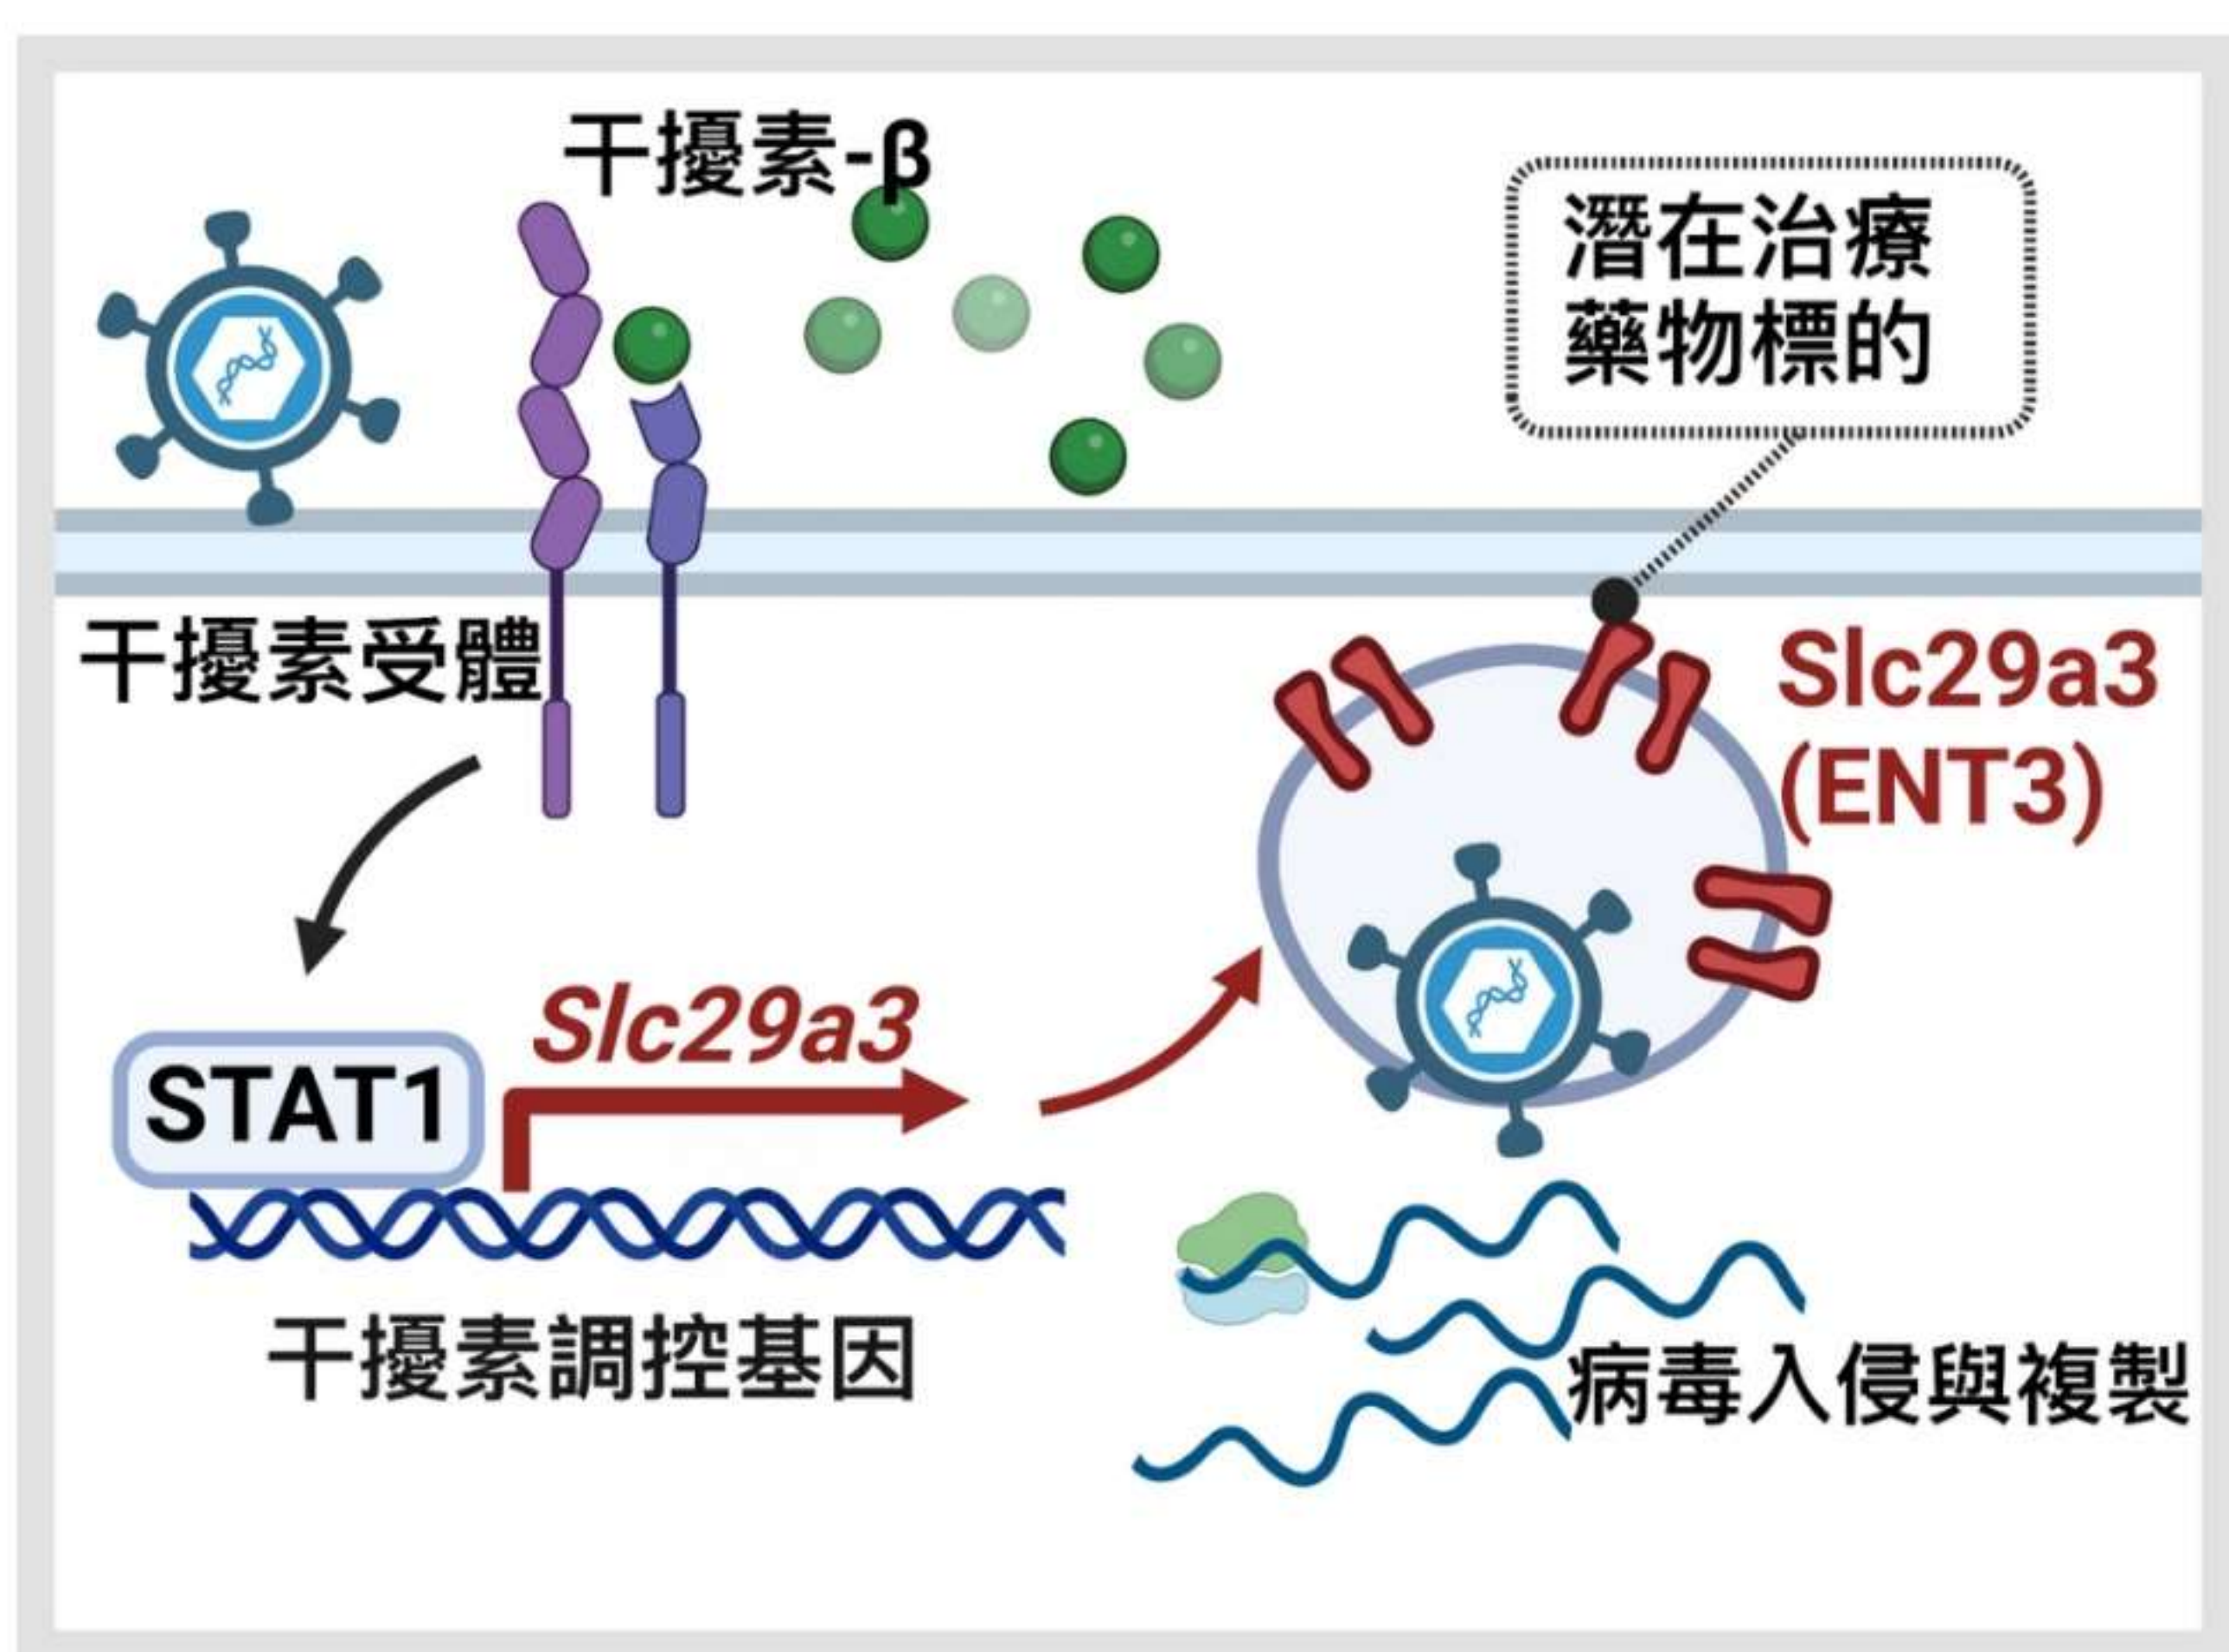 干擾素-β
潛在治療
藥物標的
干擾素受體
Slc29a3
(ENT3)
Slc29a3
STAT1
干擾素調控基因
病毒入侵與複製